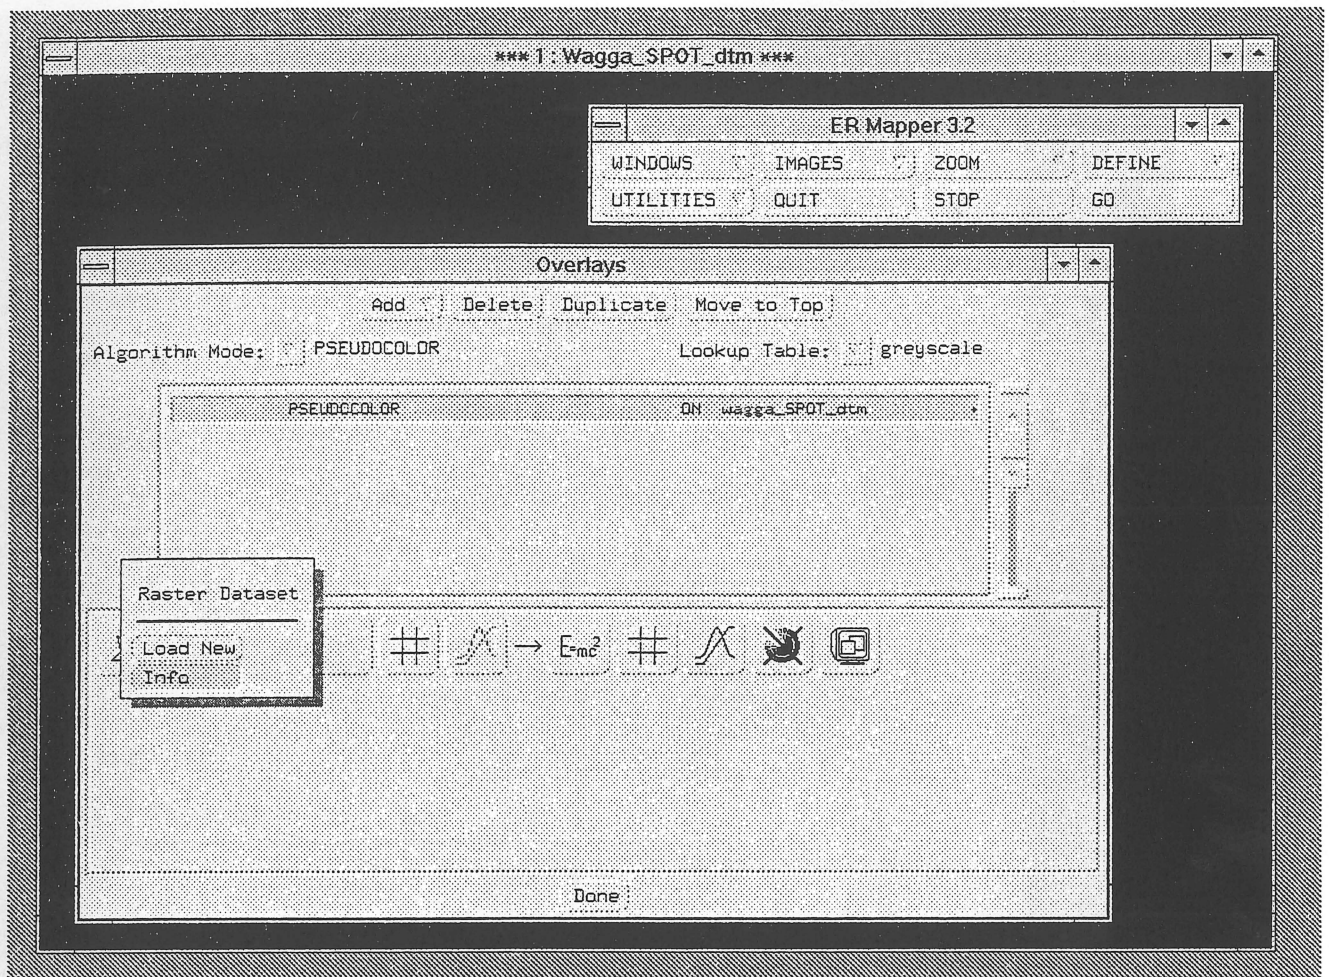 *** 1 : Wagga_SPOT_dtm ***
ER Mapper 3.2
WINDOWS IMAGES ZOOM DEFINE
UTILITIES QUIT STOP GO
Overlays
Add Delete Duplicate Move to Top
Algorithm Mode: PSEUDOCOLOR Lookup Table: greyscale
PSEUDOCOLOR ON wagga_SPOT_dtm
Raster Dataset
Load New
Info
E=mc²
Done